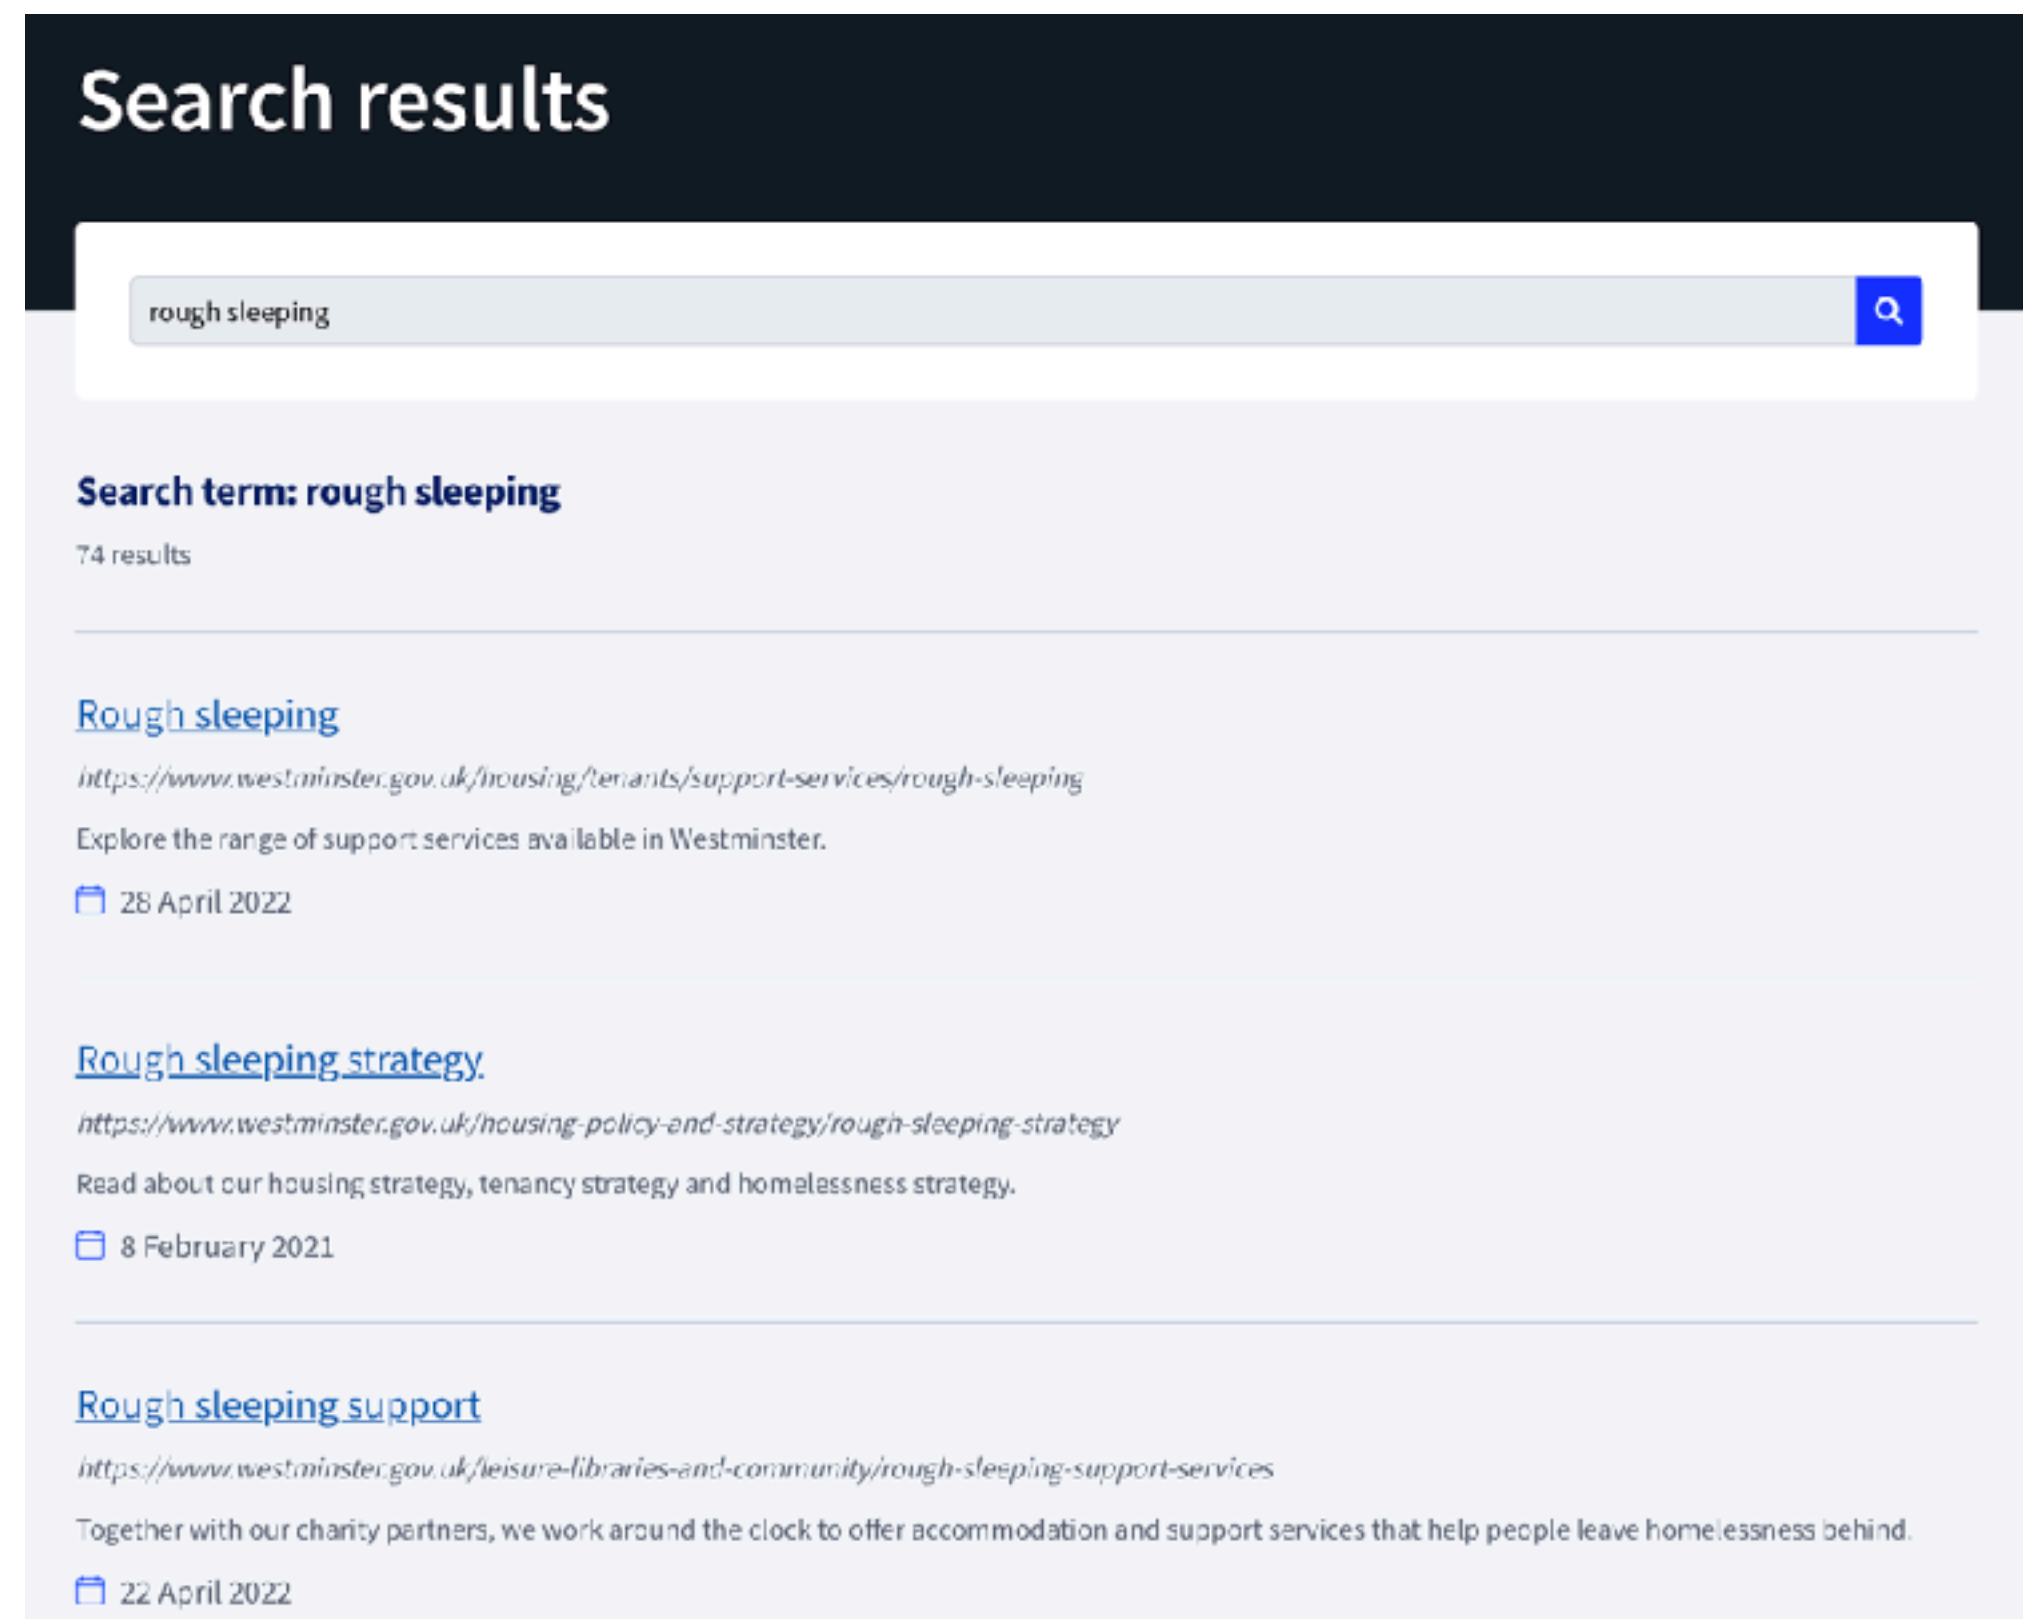 Search results
rough sleeping
Search term: rough sleeping
74 results
Rough sleeping
https://www.westminster.gov.uk/housing/tenants/support-services/rough-sleeping
Explore the range of support services available in Westminster.
28 April 2022
Rough sleeping strategy
https://www.westminster.gov.uk/housing-policy-and-strategy/rough-sleeping-strategy
Read about our housing strategy, tenancy strategy and homelessness strategy.
8 February 2021
Rough sleeping support
https://www.westminster.gov.uk/leisure-libraries-and-community/rough-sleeping-support-services
Together with our charity partners, we work around the clock to offer accommodation and support services that help people leave homelessness behind.
22 April 2022